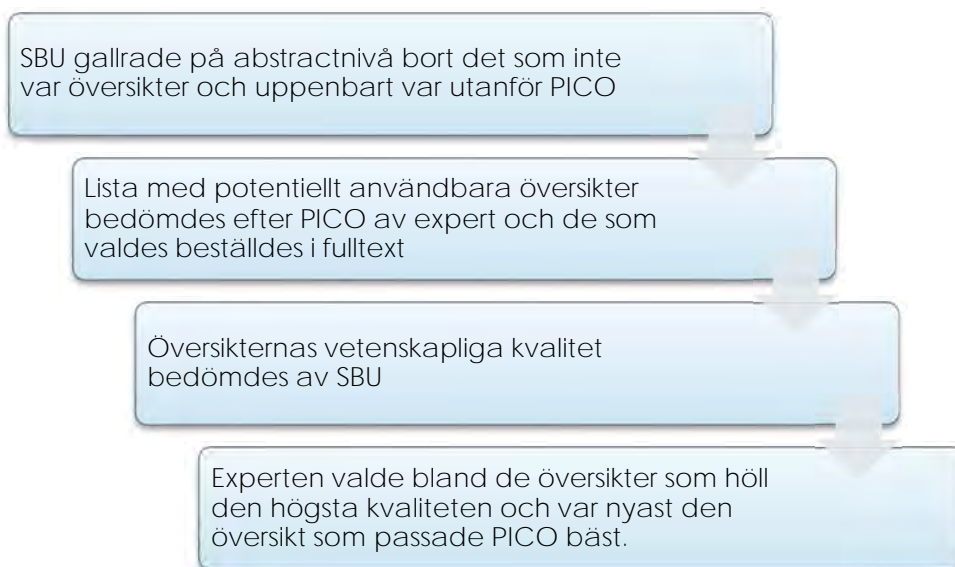 SBU gallrade på abstractnivå bort det som inte
var översikter och uppenbart var utanför PICO
Lista med potentiellt användbara översikter
bedömdes efter PICO av expert och de som
valdes beställdes i fulltext
Översikternas vetenskapliga kvalitet
bedömdes av SBU
Experten valde bland de översikter som höll
den högsta kvaliteten och var nyast den
översikt som passade PICO bäst.